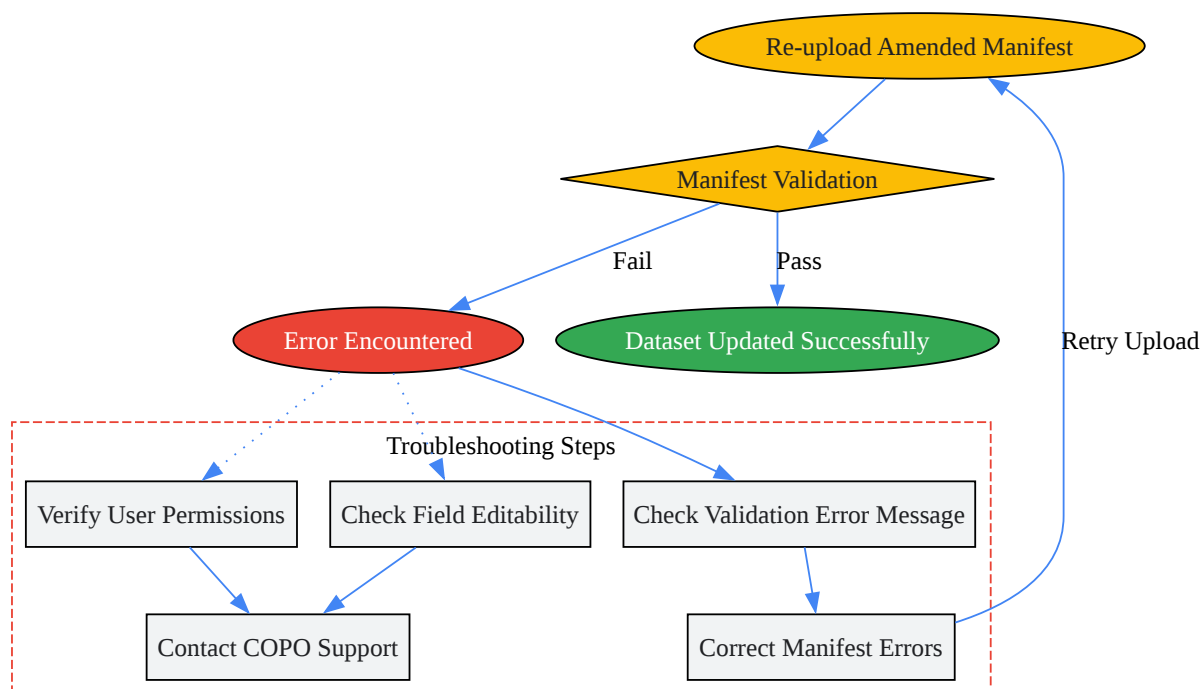 Re-upload Amended Manifest
Manifest Validation
Fail
Pass
Error Encountered
Dataset Updated Successfully
Retry Upload
Troubleshooting Steps
Verify User Permissions
Check Field Editability
Check Validation Error Message
Contact COPO Support
Correct Manifest Errors